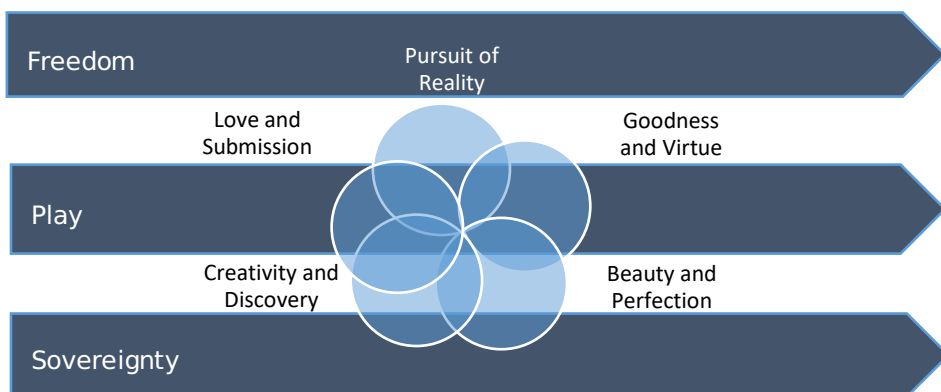 Freedom
Pursuit of
Reality
Love and
Submission
Goodness
and Virtue
Play
Creativity and
Discovery
Beauty and
Perfection
Sovereignty